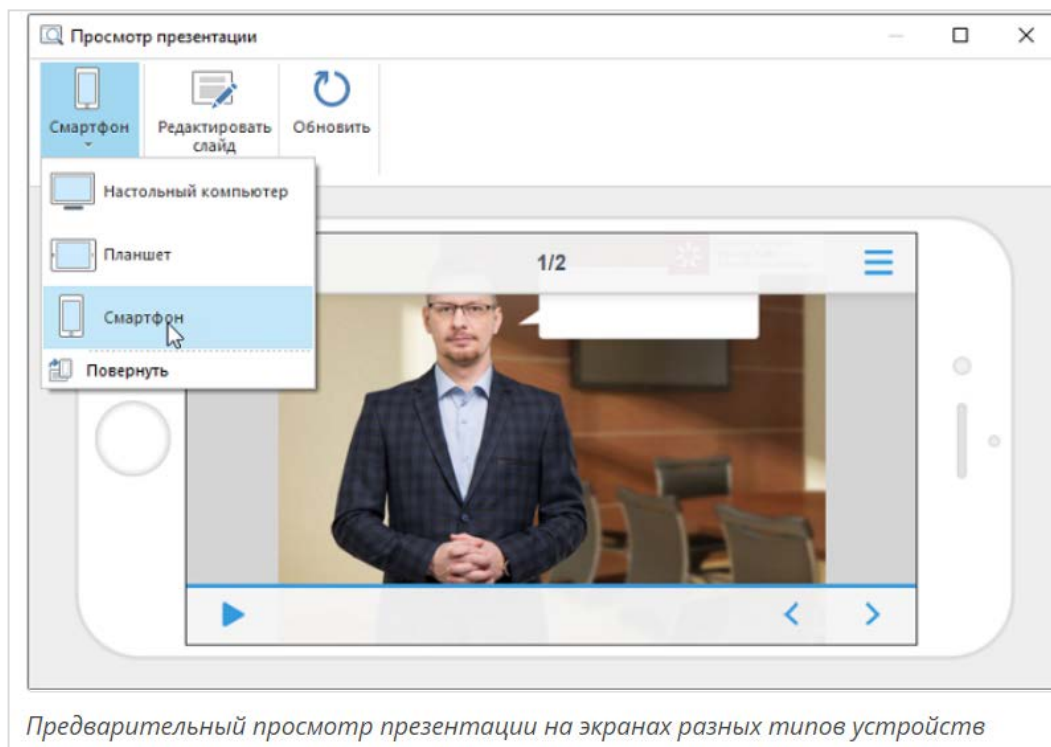 Просмотр презентации
Смартфон
Редактировать
слайд
Обновить
Настольный компьютер
Планшет
Смартфон
Повернуть
1/2
Предварительный просмотр презентации на экранах разных типов устройств